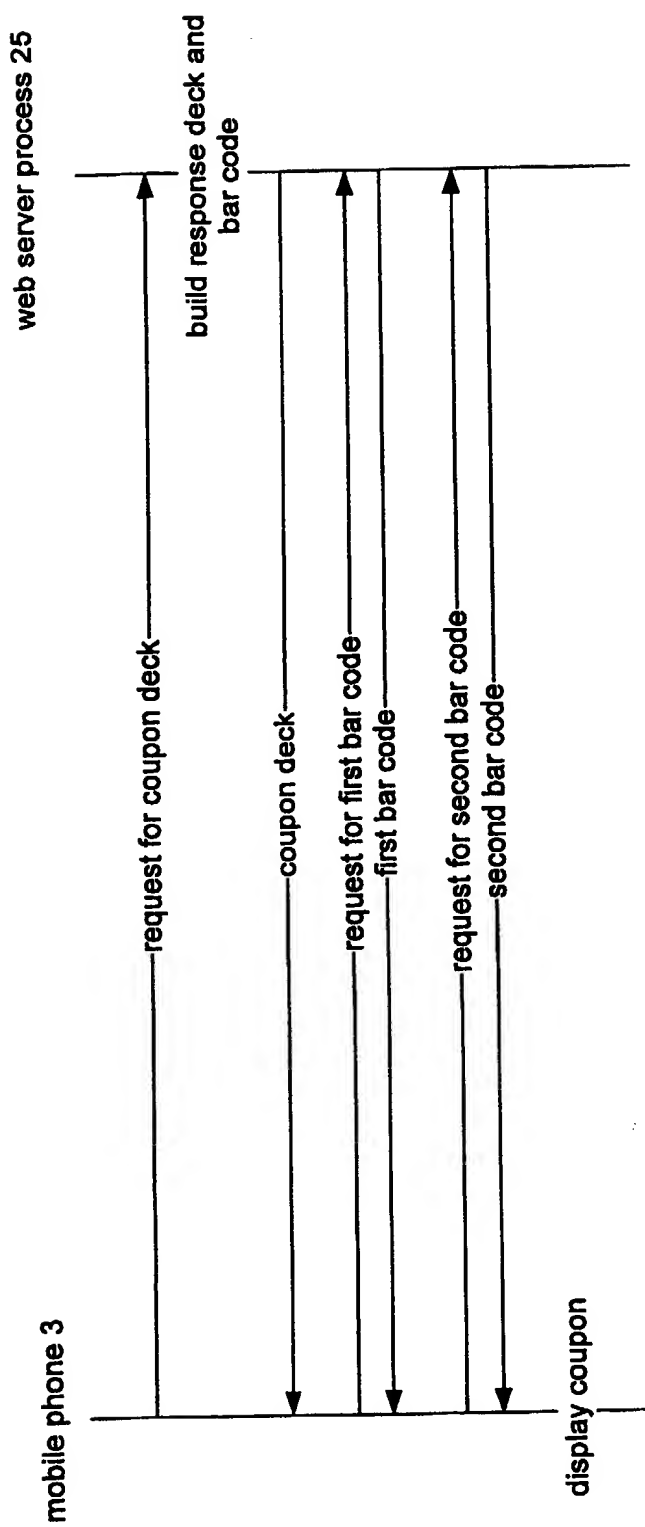 mobile phone 3
web server process 25
request for coupon deck
build response deck and
bar code
coupon deck
request for first bar code
first bar code
request for second bar code
second bar code
display coupon